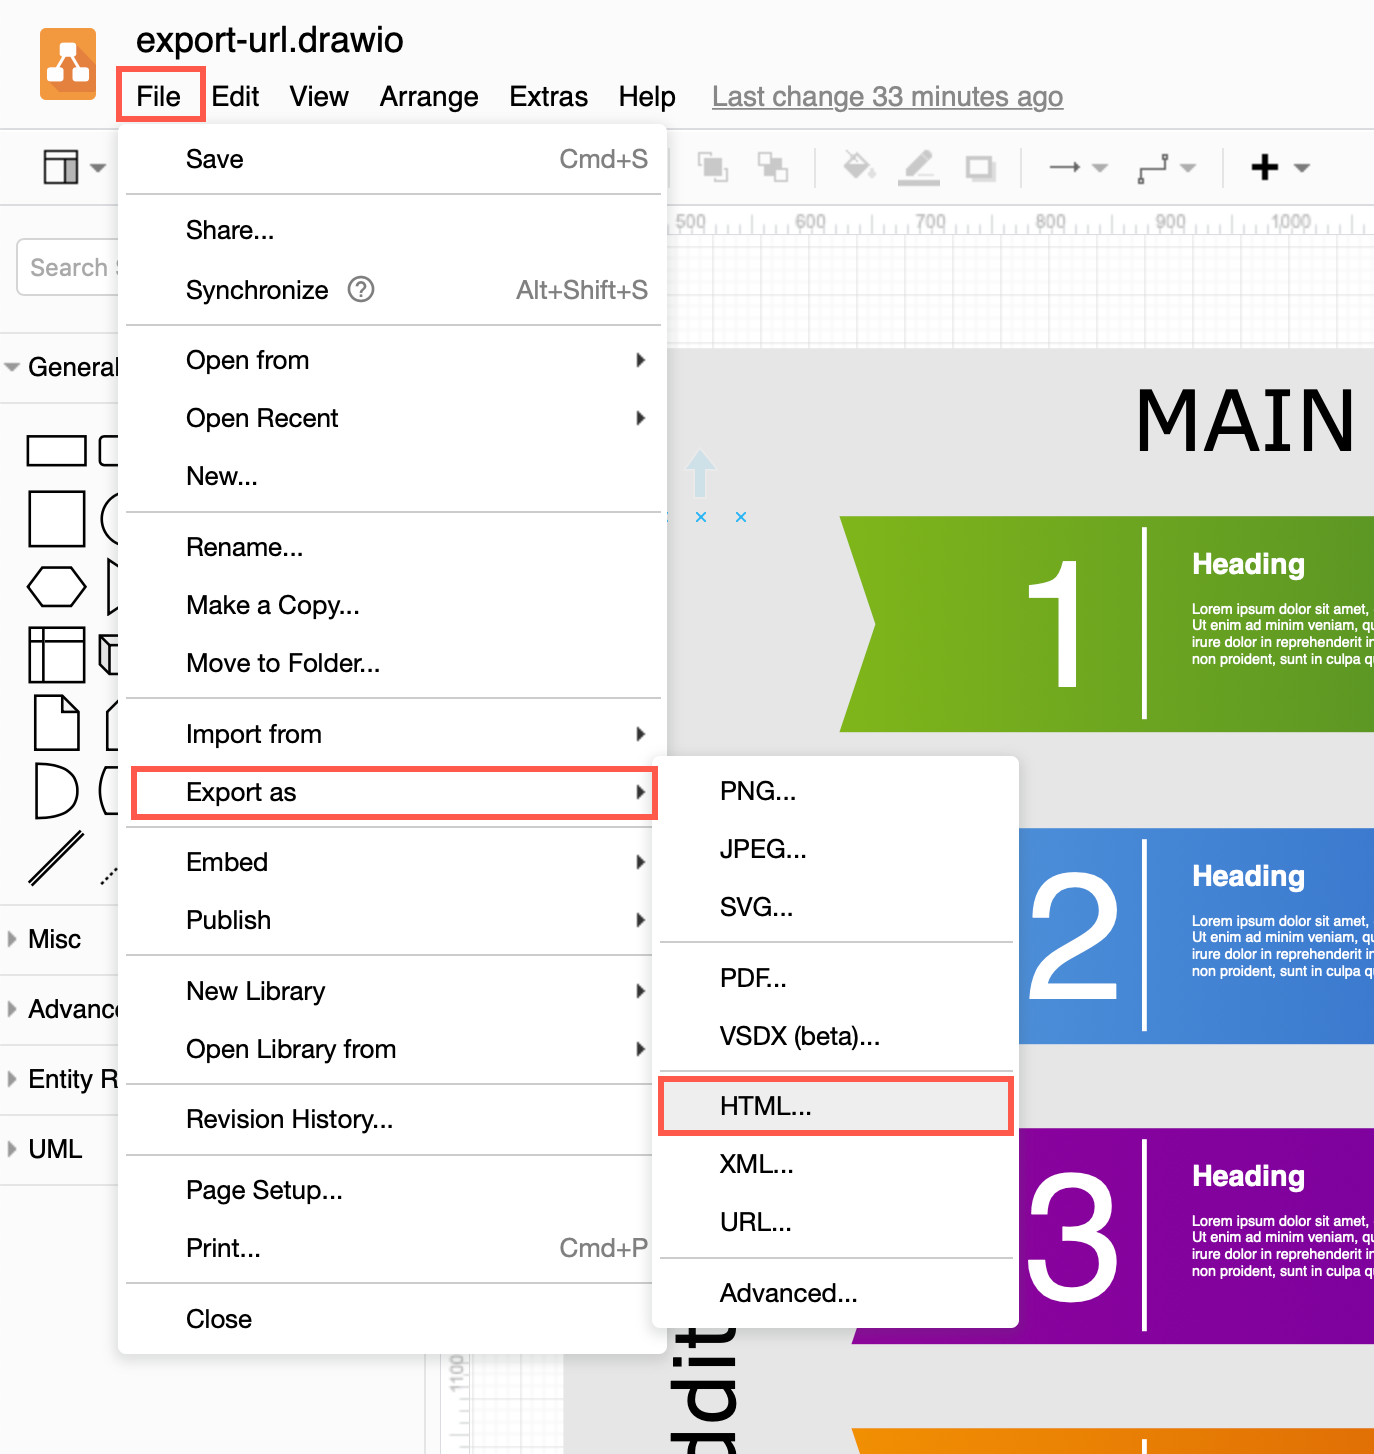 export-url.drawio
File Edit View Arrange Extras Help Last change 33 minutes ago
Save Cmd+S
Share...
Synchronize ? Alt+Shift+S
Open from
Open Recent
New...
Rename...
Make a Copy...
Move to Folder...
Import from
Export as
Embed
Publish
New Library
Open Library from
Revision History...
Page Setup...
Print... Cmd+P
Close
PNG...
JPEG...
SVG...
PDF...
VSDX (beta)...
HTML...
XML...
URL...
Advanced...
Search
General
Misc
Advanc
Entity R
UML
500 600 700 800 900 1000
1100
MAIN
1
Heading
Lorem ipsum dolor sit amet,
Ut enim ad minim veniam, qu
irure dolor in reprehenderit in
non proident, sunt in culpa q
2
Heading
Lorem ipsum dolor sit amet,
Ut enim ad minim veniam, qu
irure dolor in reprehenderit in
non proident, sunt in culpa q
3
Heading
Lorem ipsum dolor sit amet,
Ut enim ad minim veniam, qu
irure dolor in reprehenderit in
non proident, sunt in culpa q
ddit